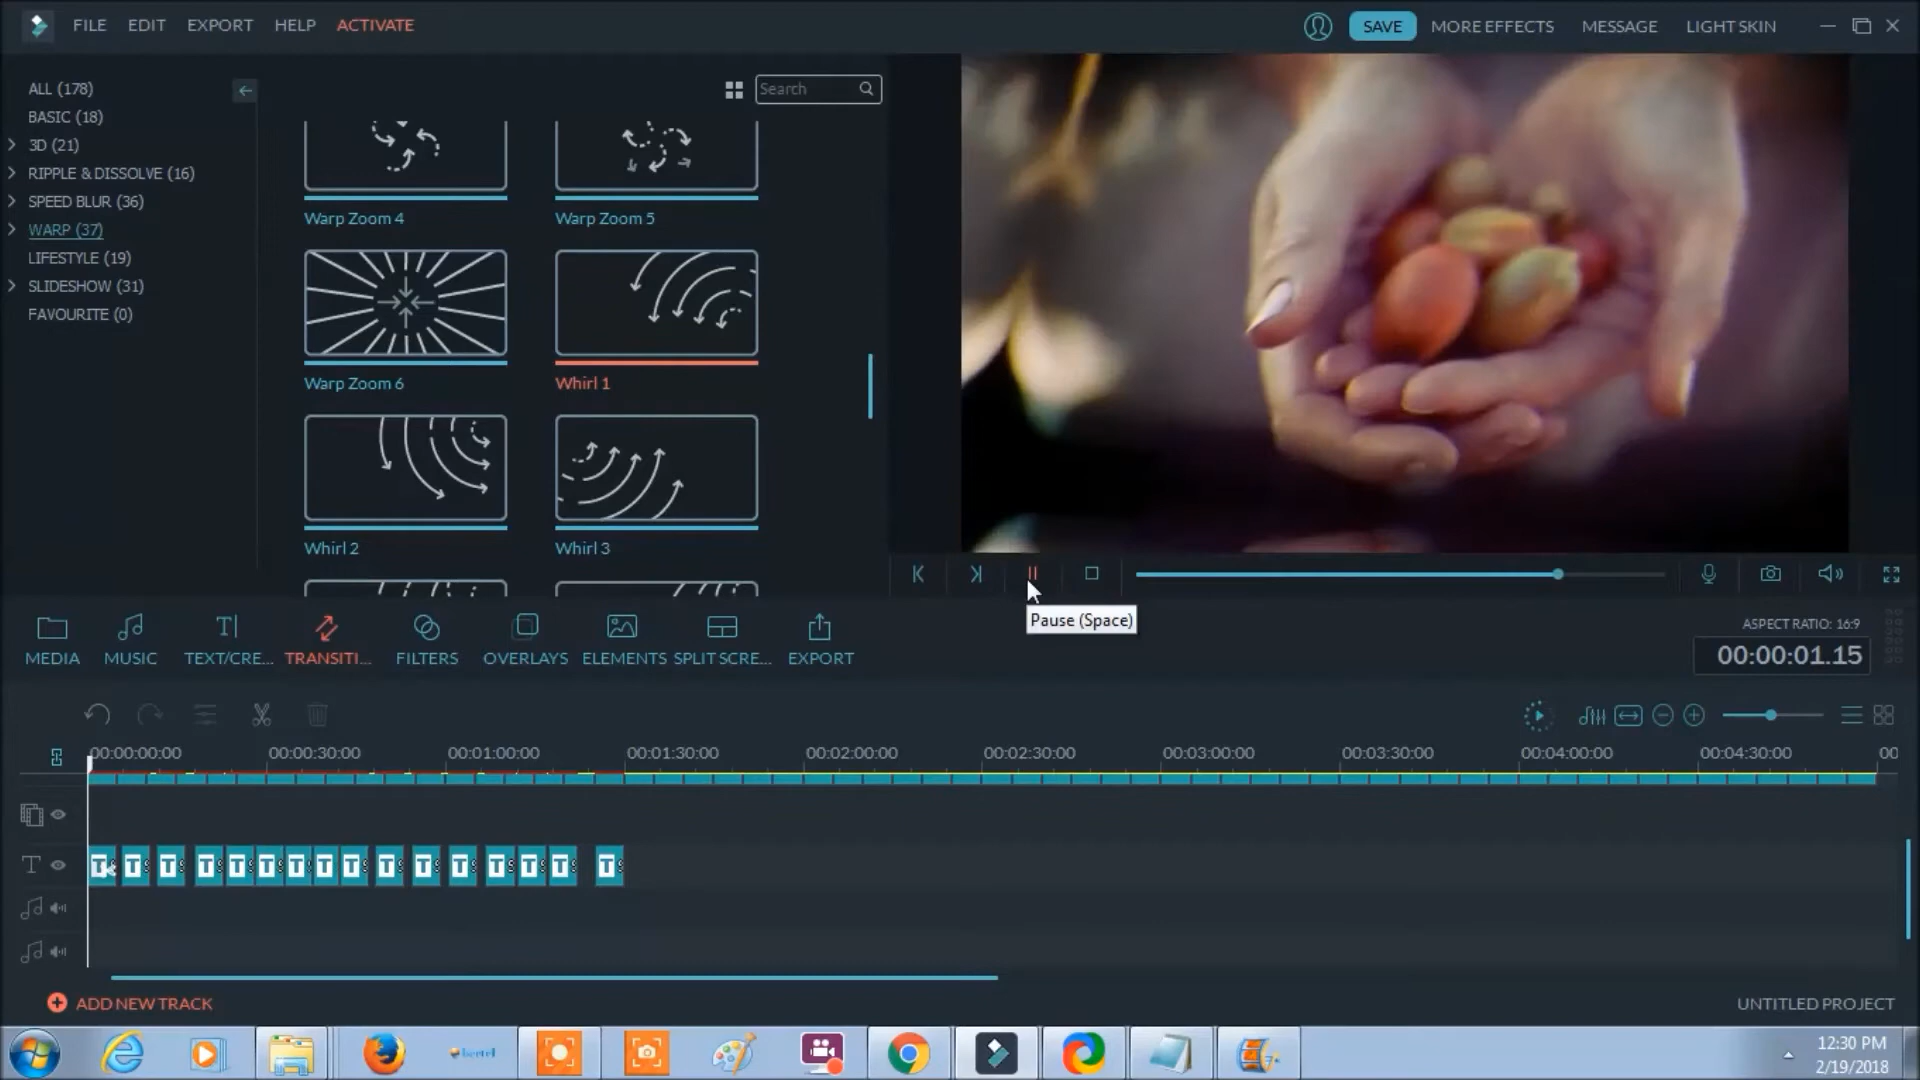 FILE EDIT EXPORT HELP ACTIVATE
SAVE MORE EFFECTS MESSAGE LIGHT SKIN
ALL (178)
BASIC (18)
3D (21)
RIPPLE & DISSOLVE (16)
SPEED BLUR (36)
WARP (37)
LIFESTYLE (19)
SLIDESHOW (31)
FAVOURITE (0)
Search
Warp Zoom 4
Warp Zoom 5
Warp Zoom 6
Whirl 1
Whirl 2
Whirl 3
Pause (Space)
MEDIA MUSIC TEXT/CRE... TRANSITI... FILTERS OVERLAYS ELEMENTS SPLIT SCRE... EXPORT
ASPECT RATIO: 16:9
00:00:01.15
00:00:00:00 00:00:30:00 00:01:00:00 00:01:30:00 00:02:00:00 00:02:30:00 00:03:00:00 00:03:30:00 00:04:00:00 00:04:30:00 00
T T T T T T T T T T T T T T T T
ADD NEW TRACK
UNTITLED PROJECT
12:30 PM
2/19/2018